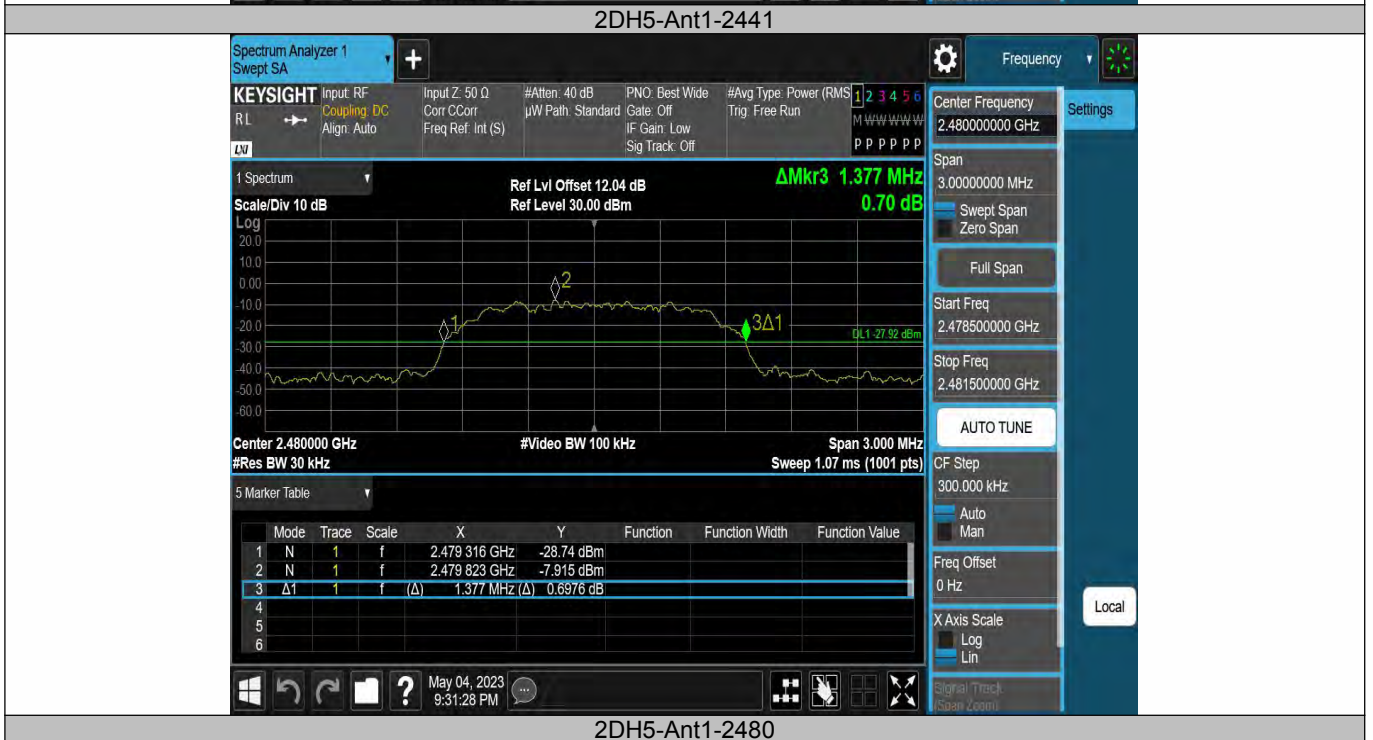 2DH5-Ant1-2441
Spectrum Analyzer 1
Swept SA
+
Frequency
KEYSIGHT
RL
LXI
Input: RF
Coupling: DC
Align: Auto
Input Z: 50 Ω
Corr CCorr
Freq Ref: Int (S)
#Atten: 40 dB
µW Path: Standard
PNO: Best Wide
Gate: Off
IF Gain: Low
Sig Track: Off
#Avg Type: Power (RMS
Trig: Free Run
1 2 3 4 5 6
M W W W W W
P P P P P P
1 Spectrum
Scale/Div 10 dB
Ref Lvl Offset 12.04 dB
Ref Level 30.00 dBm
ΔMkr3 1.377 MHz
0.70 dB
Log
20.0
10.0
0.00
-10.0
-20.0
-30.0
-40.0
-50.0
-60.0
1
2
3Δ1
DL1 -27.92 dBm
Center 2.480000 GHz
#Video BW 100 kHz
Span 3.000 MHz
#Res BW 30 kHz
Sweep 1.07 ms (1001 pts)
5 Marker Table
Mode Trace Scale X Y Function Function Width Function Value
1 N 1 f 2.479 316 GHz -28.74 dBm
2 N 1 f 2.479 823 GHz -7.915 dBm
3 Δ1 1 f (Δ) 1.377 MHz (Δ) 0.6976 dB
4
5
6
?
May 04, 2023
9:31:28 PM
Center Frequency
2.480000000 GHz
Settings
Span
3.00000000 MHz
Swept Span
Zero Span
Full Span
Start Freq
2.478500000 GHz
Stop Freq
2.481500000 GHz
AUTO TUNE
CF Step
300.000 kHz
Auto
Man
Freq Offset
0 Hz
Local
X Axis Scale
Log
Lin
Signal Track
(Span Zoom)
2DH5-Ant1-2480